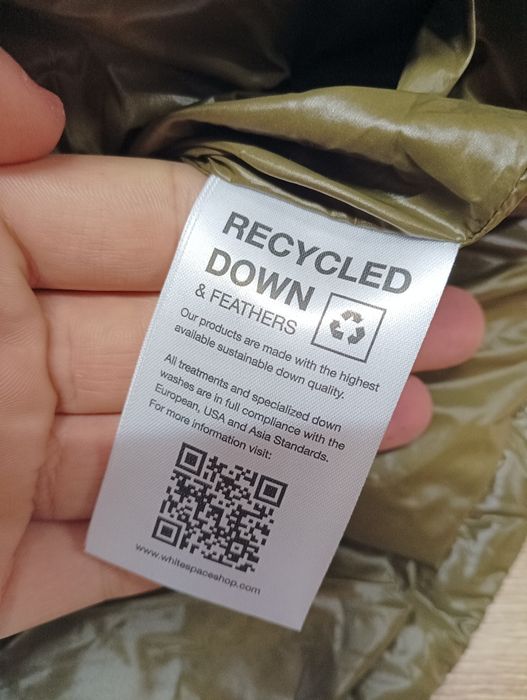 RECYCLED
DOWN
& FEATHERS
Our products are made with the highest
available sustainable down quality.
All treatments and specialized down
washes are in full compliance with the
European, USA and Asia Standards.
For more information visit:
www.whitespaceshop.com